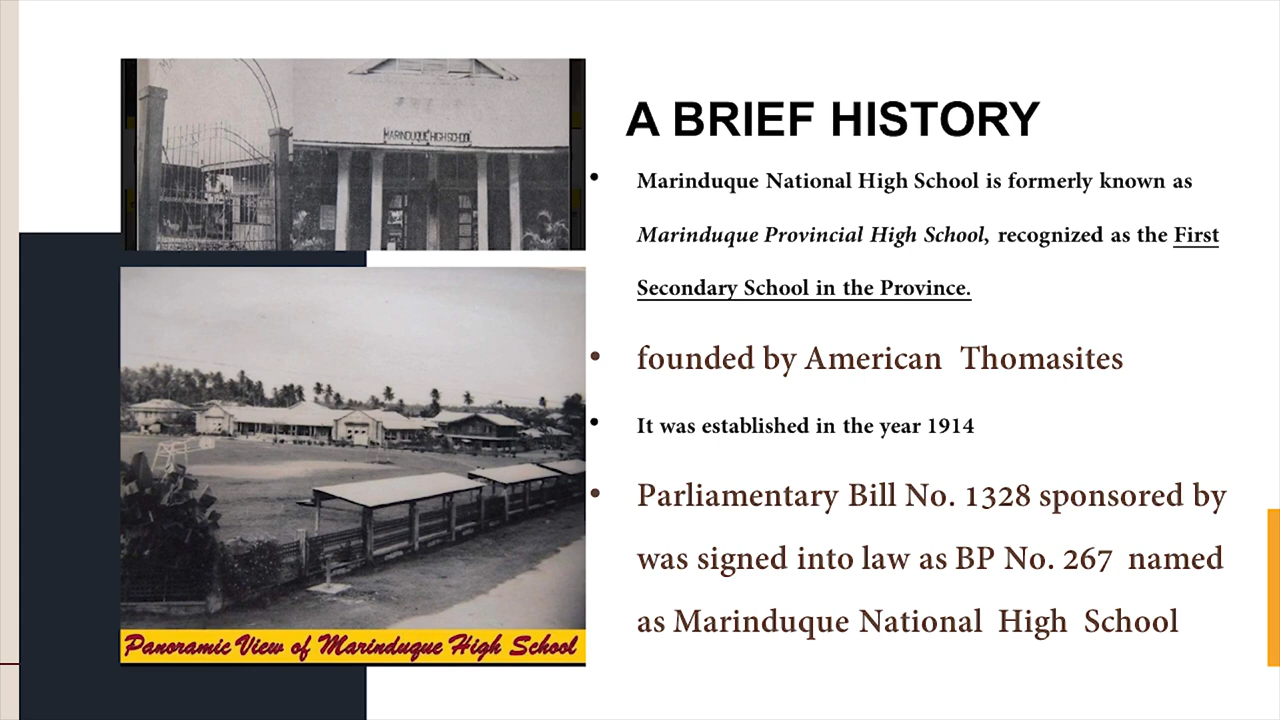 MARINDUQUE HIGH SCHOOL
Panoramic View of Marinduque High School
A BRIEF HISTORY
• Marinduque National High School is formerly known as
Marinduque Provincial High School, recognized as the First
Secondary School in the Province.
• founded by American Thomasites
• It was established in the year 1914
• Parliamentary Bill No. 1328 sponsored by
was signed into law as BP No. 267 named
as Marinduque National High School